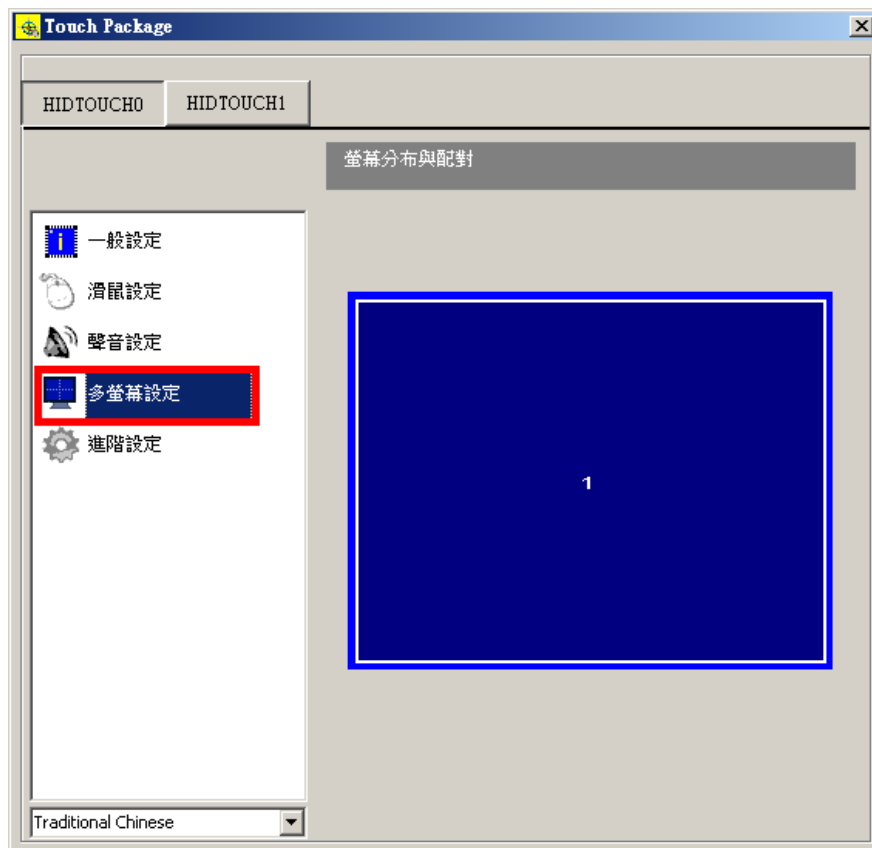 Touch Package
HIDTOUCH0
HIDTOUCH1
螢幕分布與配對
一般設定
滑鼠設定
聲音設定
多螢幕設定
進階設定
1
Traditional Chinese